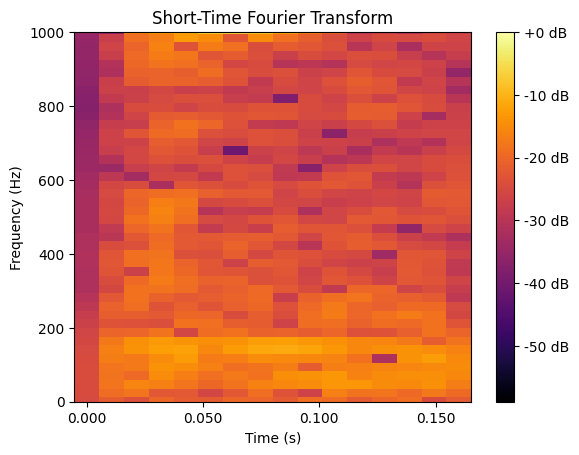 Short-Time Fourier Transform
1000
800
600
400
200
0
Frequency (Hz)
0.000
0.050
0.100
0.150
Time (s)
+0 dB
-10 dB
-20 dB
-30 dB
-40 dB
-50 dB